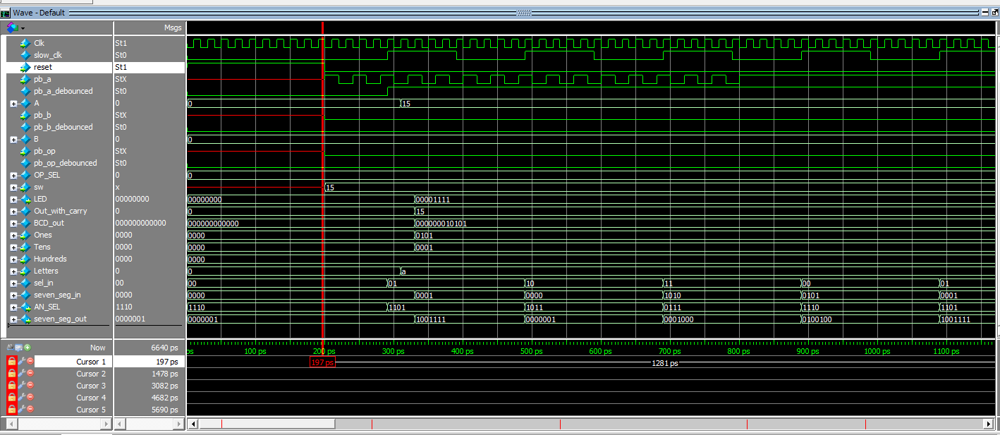 Wave - Default
Msgs
Clk St1
slow_clk St0
reset St1
pb_a StX
pb_a_debounced St0
A 0 0 15
pb_b StX
pb_b_debounced St0
B 0 0
pb_op StX
pb_op_debounced St0
OP_SEL 0 0
sw x 15
LED 00000000 00000000 00001111
Out_with_carry 0 0 15
BCD_out 000000000000 000000000000 000000010101
Ones 0000 0000 0101
Tens 0000 0000 0001
Hundreds 0000 0000
Letters 0 0 a
sel_in 00 00 01 10 11 00 01
seven_seg_in 0000 0000 0001 0000 1010 0101 0001
AN_SEL 1110 1110 1101 1011 0111 1110 1101
seven_seg_out 0000001 0000001 1001111 0000001 0001000 0100100 1001111
Now 6640 ps ps 100 ps 200 ps 300 ps 400 ps 500 ps 600 ps 700 ps 800 ps 900 ps 1000 ps 1100 ps
Cursor 1 197 ps 197 ps 1281 ps
Cursor 2 1478 ps
Cursor 3 3082 ps
Cursor 4 4682 ps
Cursor 5 5690 ps